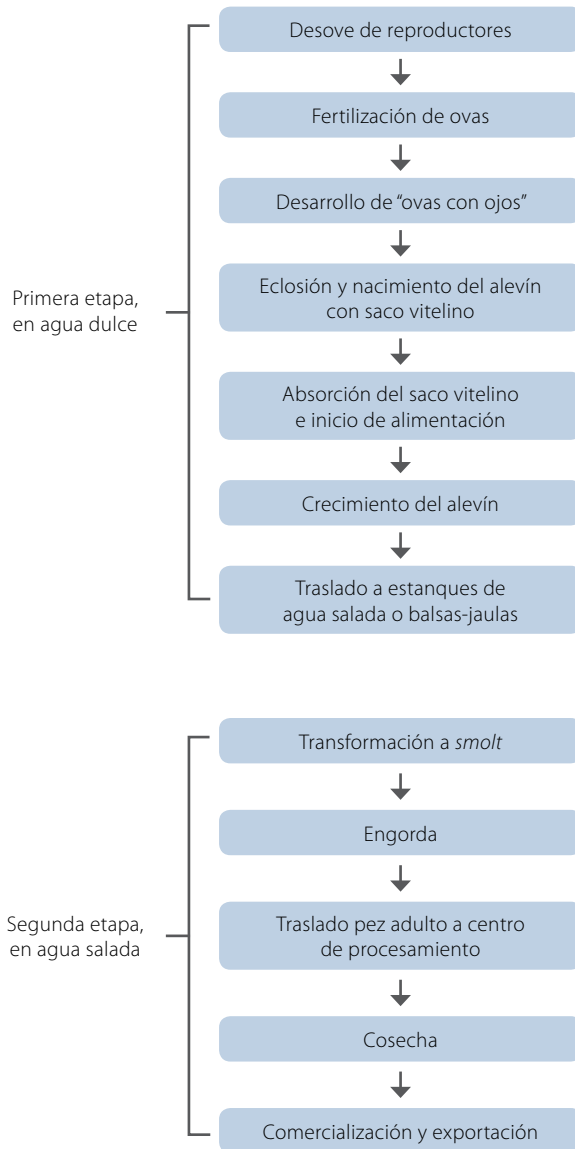 Desove de reproductores
Fertilización de ovas
Desarrollo de “ovas con ojos”
Eclosión y nacimiento del alevín
con saco vitelino
Primera etapa,
en agua dulce
Absorción del saco vitelino
e inicio de alimentación
Crecimiento del alevín
Traslado a estanques de
agua salada o balsas-jaulas
Transformación a smolt
Engorda
Segunda etapa,
en agua salada
Traslado pez adulto a centro
de procesamiento
Cosecha
Comercialización y exportación